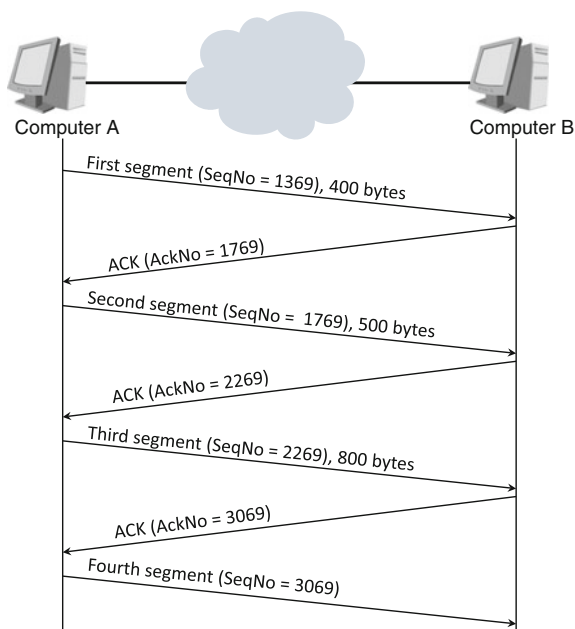 Computer A
Computer B
First segment (SeqNo = 1369), 400 bytes
ACK (AckNo = 1769)
Second segment (SeqNo = 1769), 500 bytes
ACK (AckNo = 2269)
Third segment (SeqNo = 2269), 800 bytes
ACK (AckNo = 3069)
Fourth segment (SeqNo = 3069)